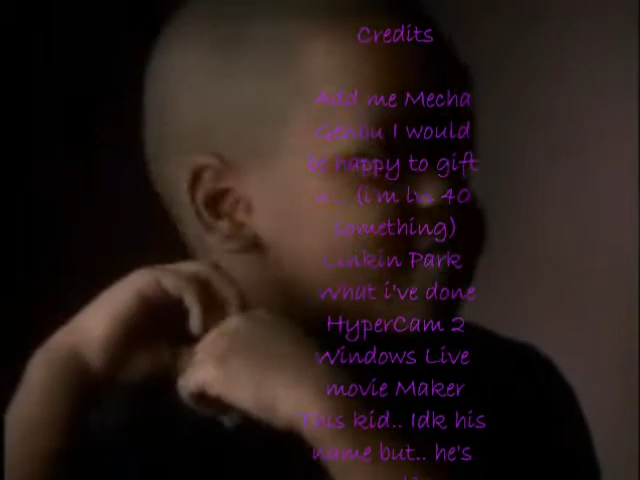 Credits
Add me Mecha
Genbu I would
be happy to gift
u... (i'm lvl 40
something)
Linkin Park
What i've done
HyperCam 2
Windows Live
movie Maker
This kid.. Idk his
name but.. he's